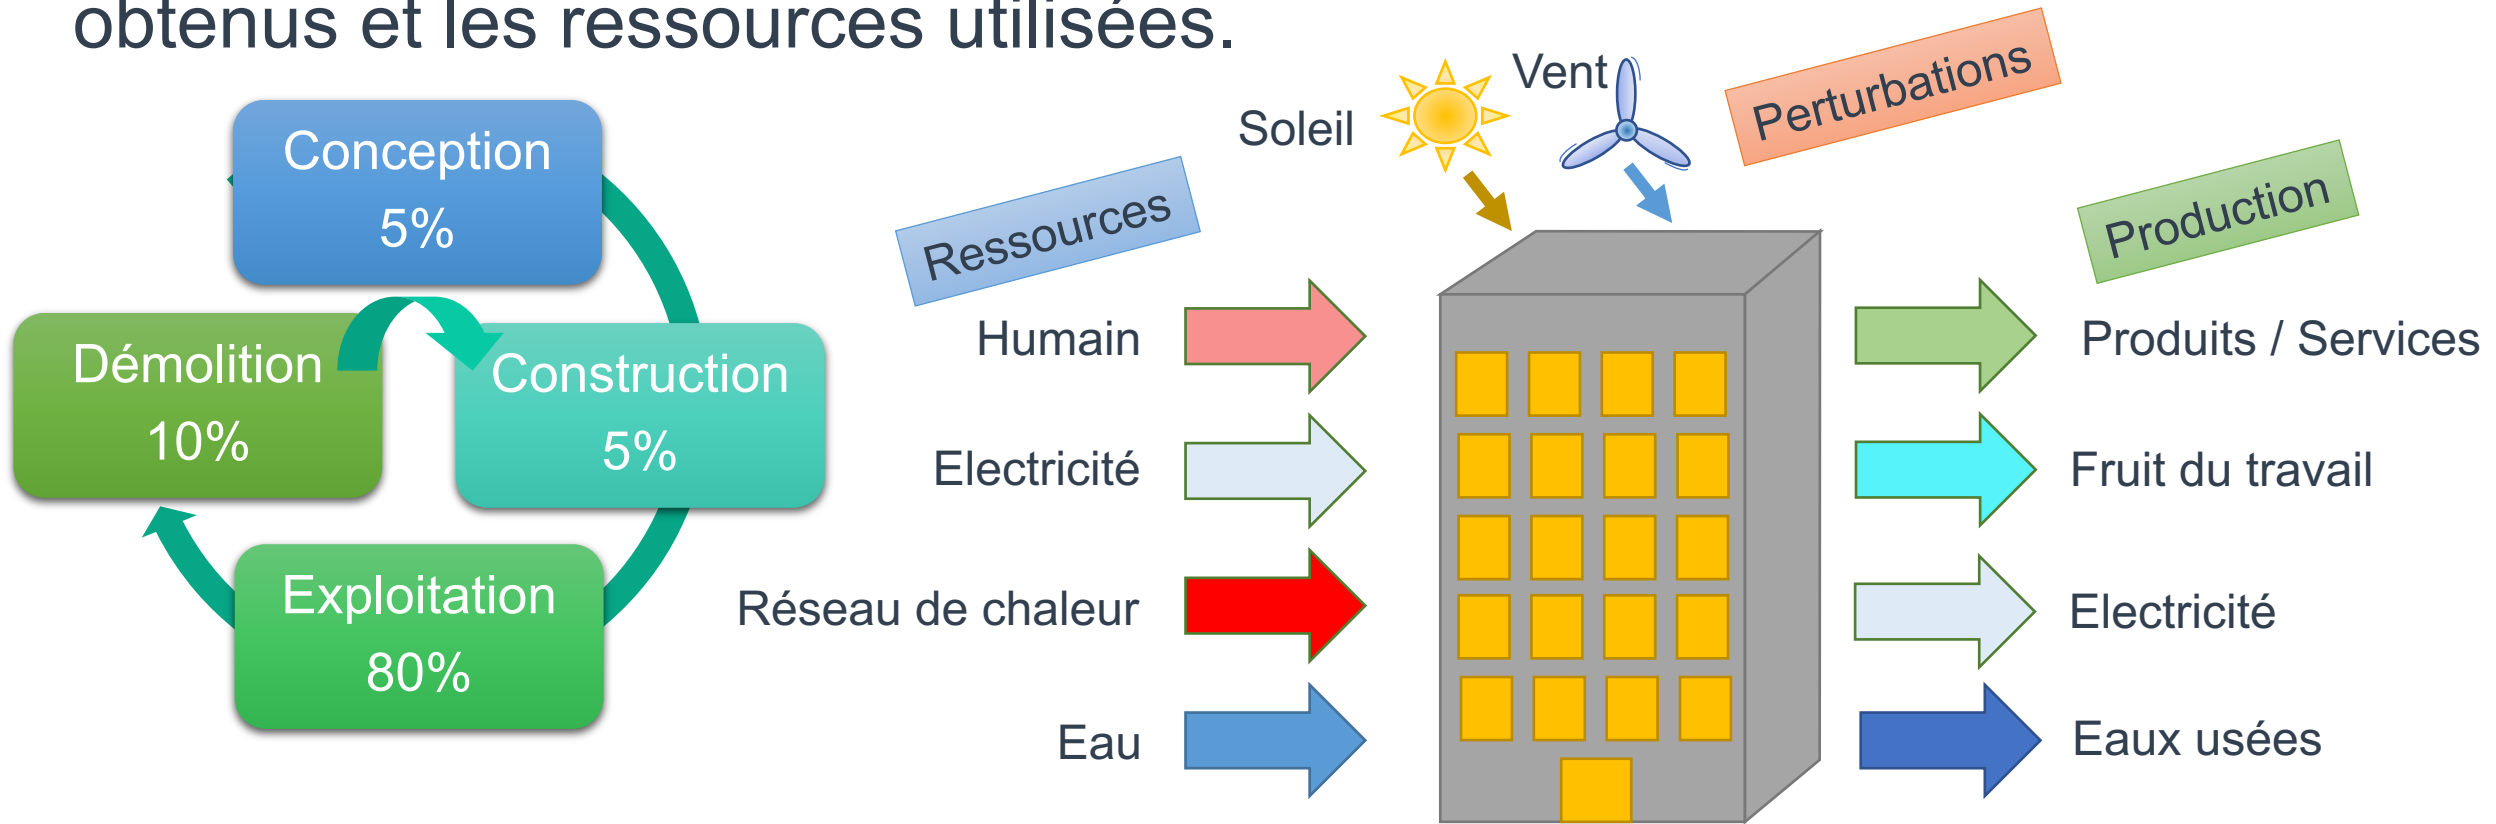 obtenus et les ressources utilisées.
Conception
5%
Démolition
10%
Construction
5%
Exploitation
80%
Ressources
Soleil
Vent
Perturbations
Production
Humain
Electricité
Réseau de chaleur
Eau
Produits / Services
Fruit du travail
Electricité
Eaux usées